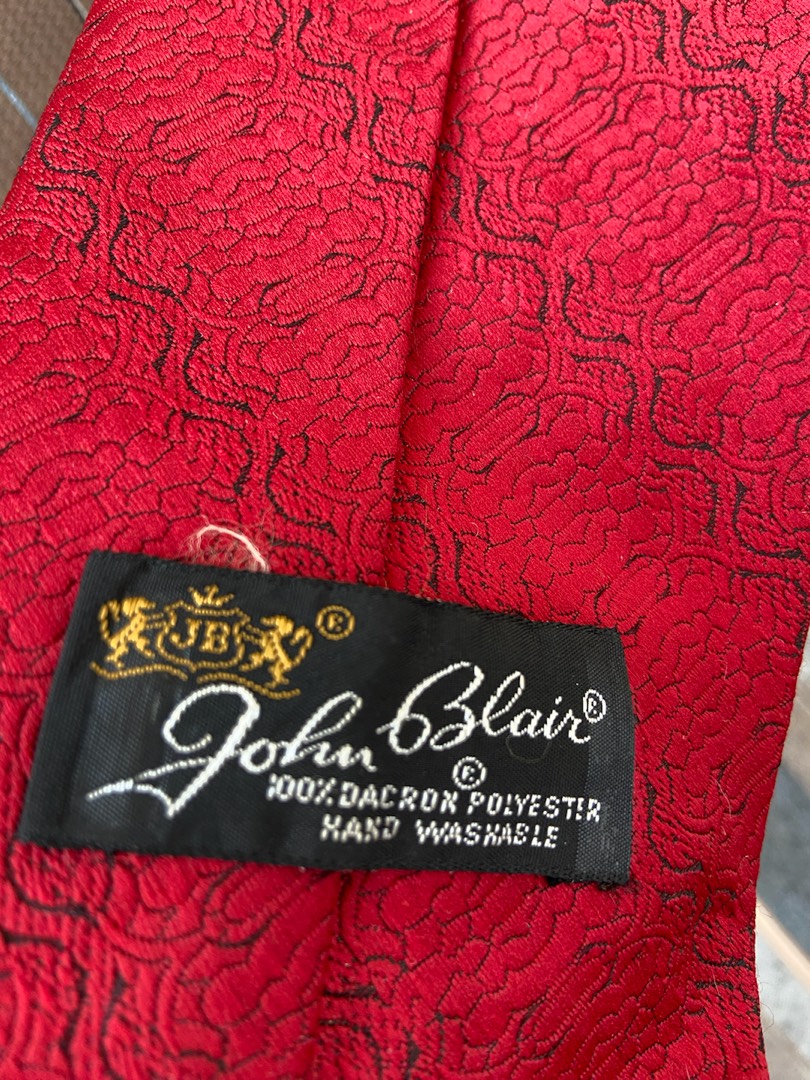 JB ®
John Blair®
®
100% DACRON POLYESTER
HAND WASHABLE